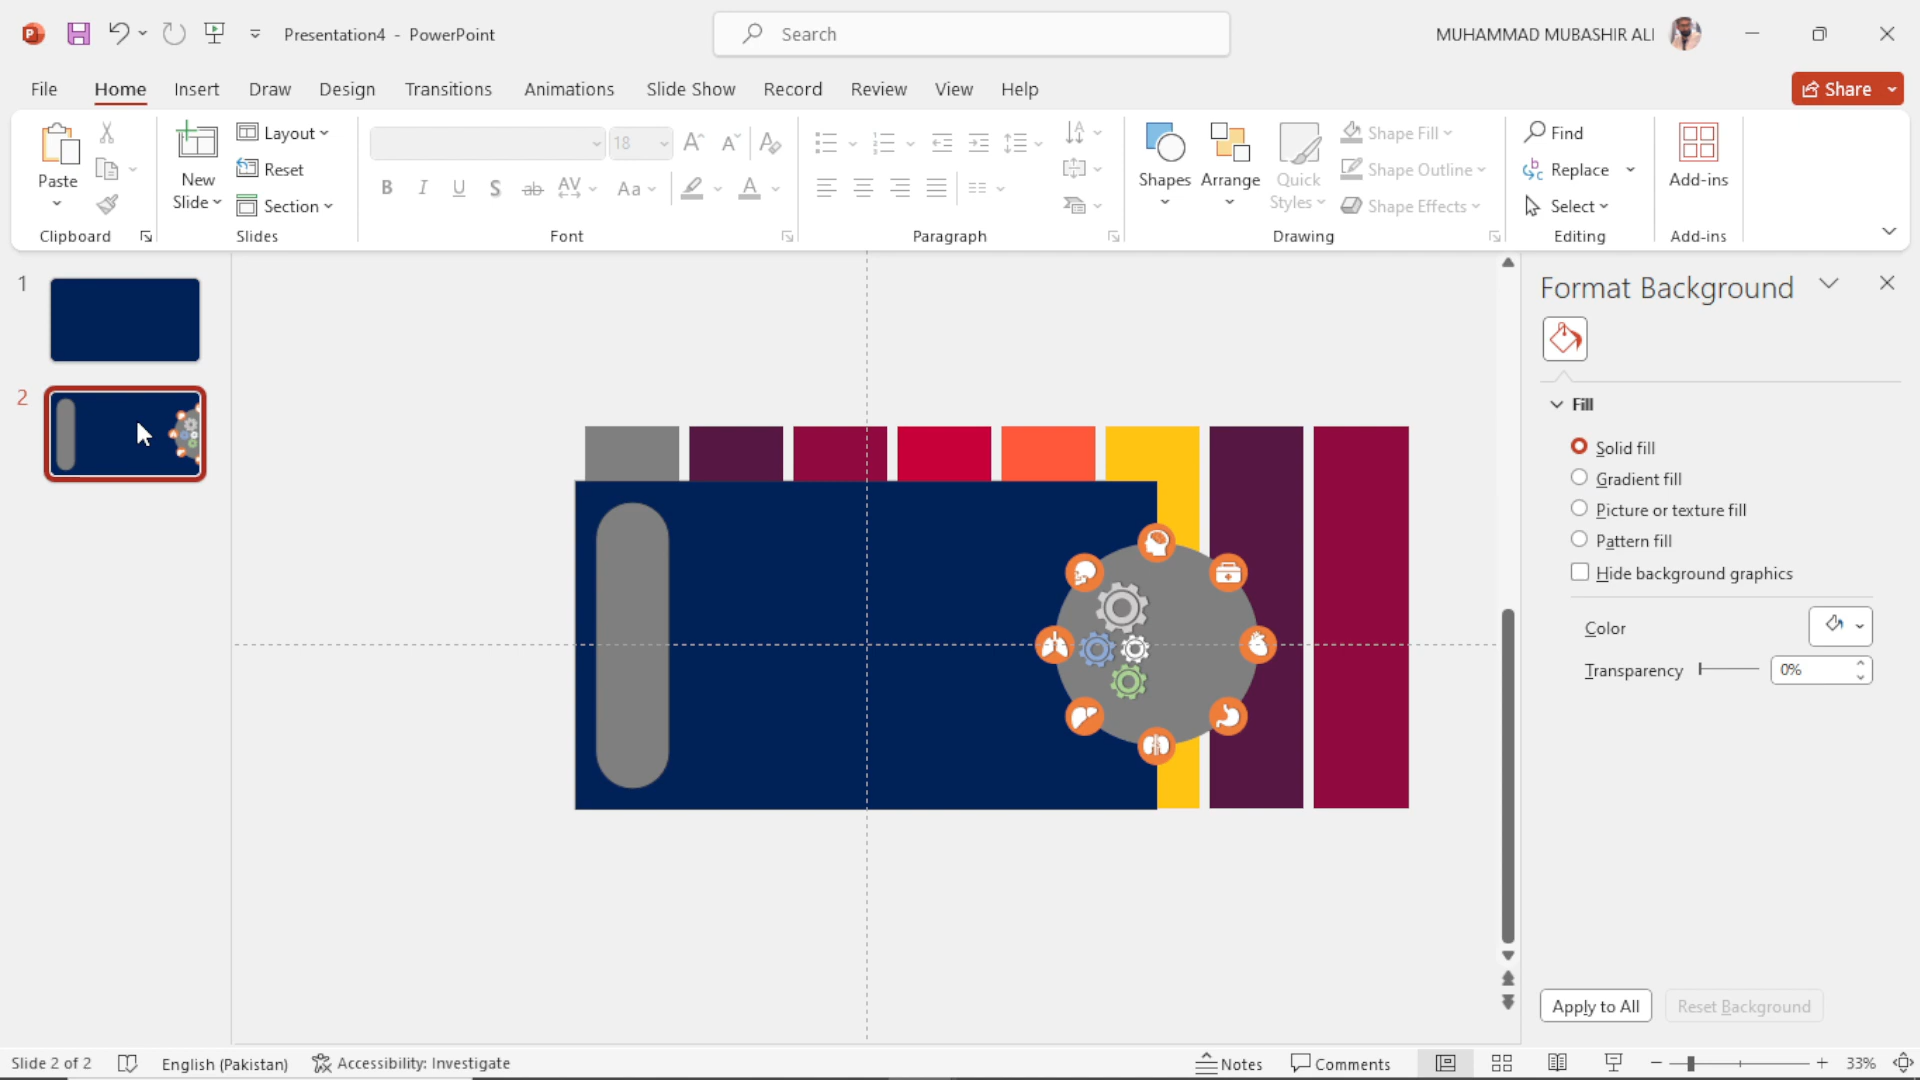 Presentation4 - PowerPoint
Search
MUHAMMAD MUBASHIR ALI
File Home Insert Draw Design Transitions Animations Slide Show Record Review View Help
Share
Paste
Clipboard
New Slide
Layout
Reset
Section
Slides
18
B I U S ab AV Aa A
Font
Paragraph
Shapes
Arrange
Quick Styles
Shape Fill
Shape Outline
Shape Effects
Drawing
Find
Replace
Select
Editing
Add-ins
Add-ins
1
2
Format Background
Fill
Solid fill
Gradient fill
Picture or texture fill
Pattern fill
Hide background graphics
Color
Transparency 0%
Apply to All
Reset Background
Slide 2 of 2 English (Pakistan) Accessibility: Investigate Notes Comments 33%